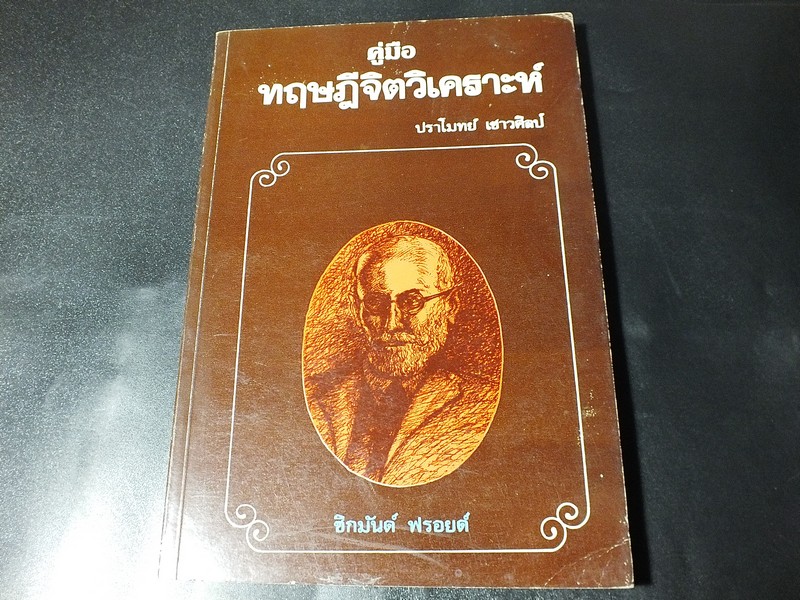 คู่มือ
ทฤษฎีจิตวิเคราะห์
ปราโมทย์ เชาวศิลป์
ซิกมันด์ ฟรอยด์